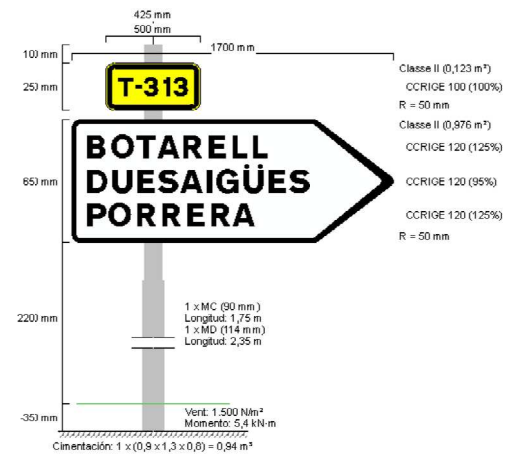 425 mm
500 mm
1700 mm
100 mm
250 mm
T-313
Classe II (0,123 m²)
CCRIGE 100 (100%)
R = 50 mm
Classe II (0,976 m²)
BOTARELL
CCRIGE 120 (125%)
650 mm
DUESAIGÜES
CCRIGE 120 (95%)
PORRERA
CCRIGE 120 (125%)
R = 50 mm
2200 mm
1 x MC (90 mm)
Longitud: 1,75 m
1 x MD (114 mm)
Longitud: 2,35 m
-350 mm
Vent: 1.500 N/m²
Momento: 5,4 kN·m
Cimentación: 1 x (0,9 x 1,3 x 0,8) = 0,94 m³